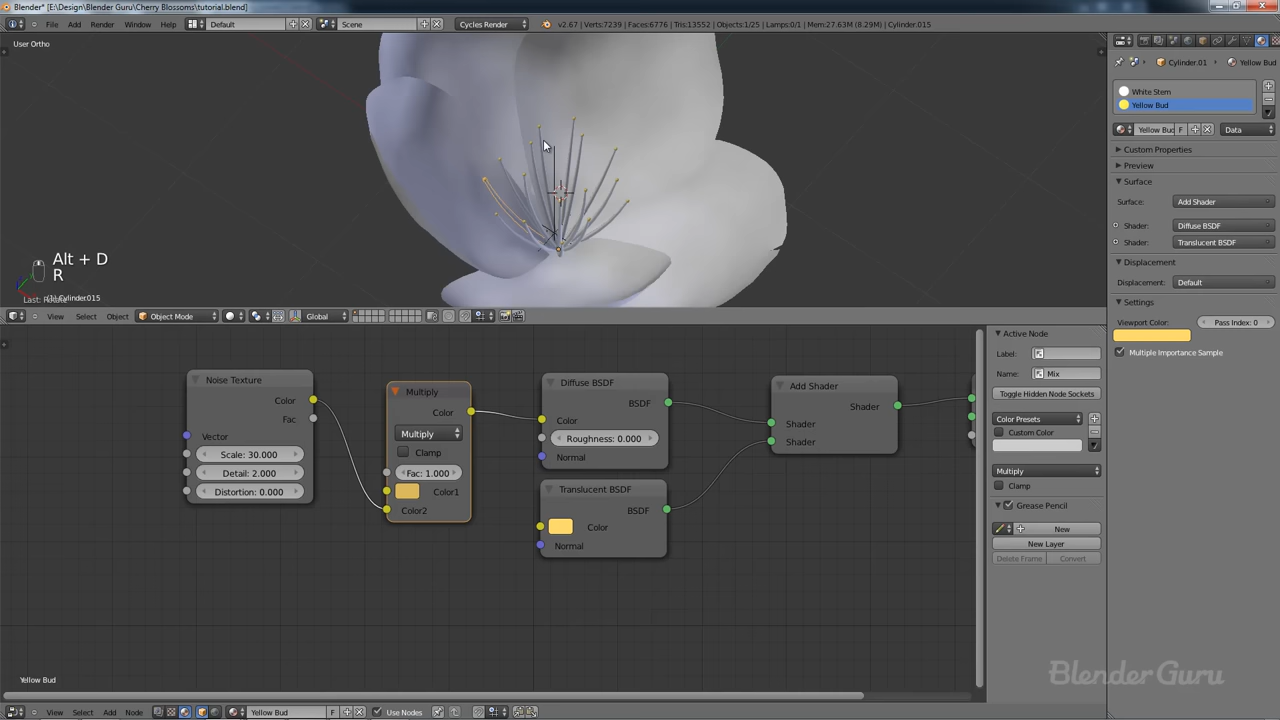 Blender* [E:\Design\Blender Guru\Cherry Blossoms\tutorial.blend]
File Add Render Window Help Default Scene Cycles Render v2.67 | Verts:7239 | Faces:6776 | Tris:13552 | Objects:1/25 | Lamps:0/1 | Mem:27.63M (8.29M) | Cylinder.015
User Ortho
Cylinder.01 Yellow Bud
White Stem
Yellow Bud
Yellow Bud F Data
Custom Properties
Preview
Surface
Surface: Add Shader
Shader: Diffuse BSDF
Shader: Translucent BSDF
Displacement
Displacement: Default
Settings
Viewport Color: Pass Index: 0
Multiple Importance Sample
Alt + D
R
(1) Cylinder.015
View Select Object Object Mode Global
Noise Texture
Color
Fac
Vector
Scale: 30.000
Detail: 2.000
Distortion: 0.000
Multiply
Color
Multiply
Clamp
Fac: 1.000
Color1
Color2
Diffuse BSDF
BSDF
Color
Roughness: 0.000
Normal
Translucent BSDF
BSDF
Color
Normal
Add Shader
Shader
Shader
Shader
Active Node
Label:
Name: Mix
Toggle Hidden Node Sockets
Color Presets
Custom Color
Multiply
Clamp
Grease Pencil
New
New Layer
Delete Frame Convert
Yellow Bud
BlenderGuru
View Select Add Node Yellow Bud F Use Nodes